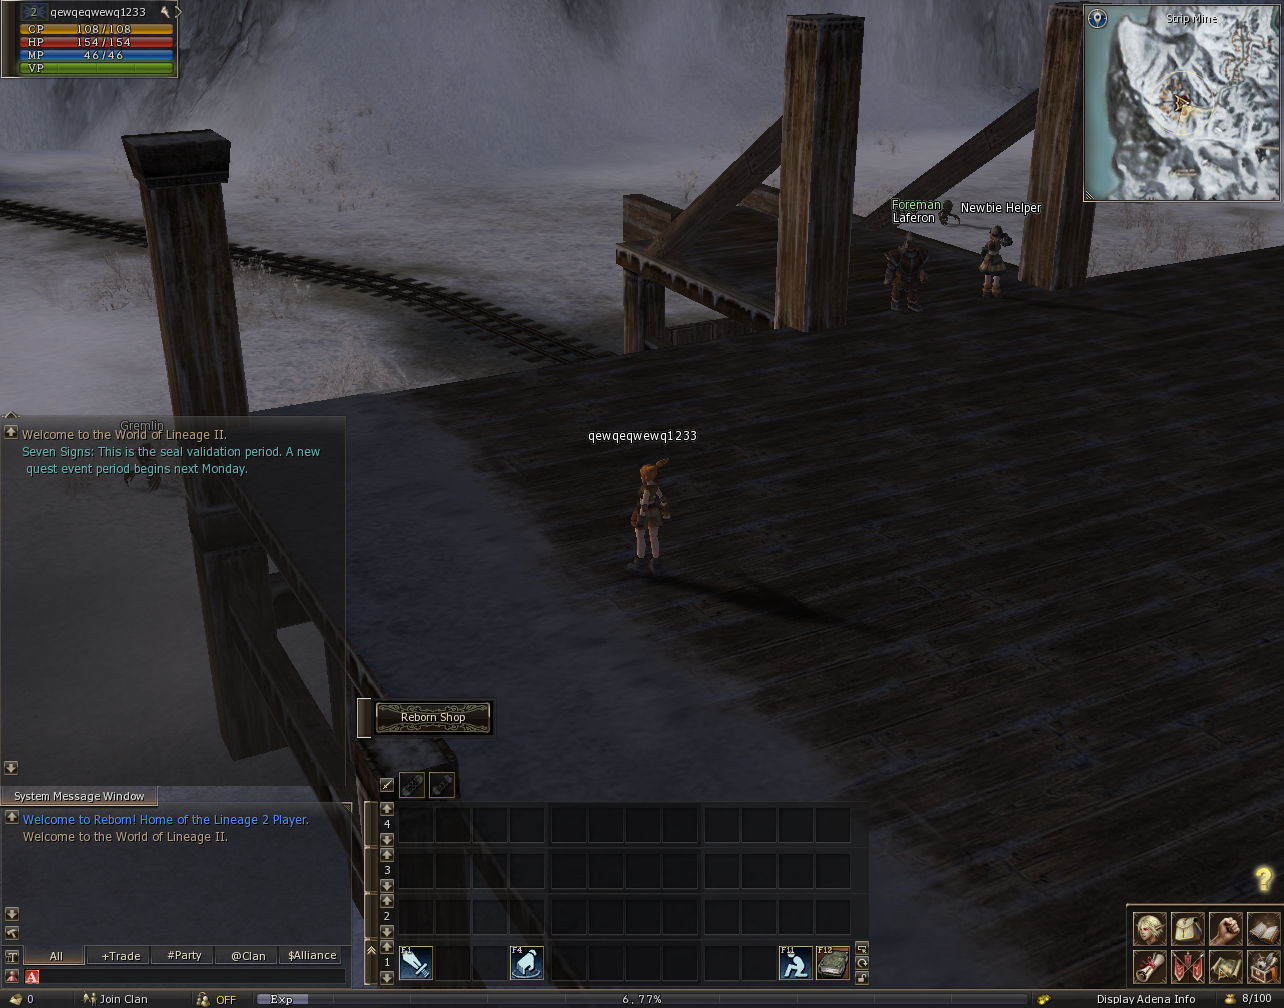 2 qewqeqwewq1233
CP 108/108
HP 154/154
MP 46/46
VP
Strip Mine
Foreman
Laferon
Newbie Helper
qewqeqwewq1233
Gremlin
Welcome to the World of Lineage II.
Seven Signs: This is the seal validation period. A new
quest event period begins next Monday.
Reborn Shop
System Message Window
Welcome to Reborn! Home of the Lineage 2 Player.
Welcome to the World of Lineage II.
4
3
2
1
F1
F4
F11
F12
All
+Trade
#Party
@Clan
$Alliance
A
0
Join Clan
OFF
Exp
6.77%
Display Adena Info
8/100